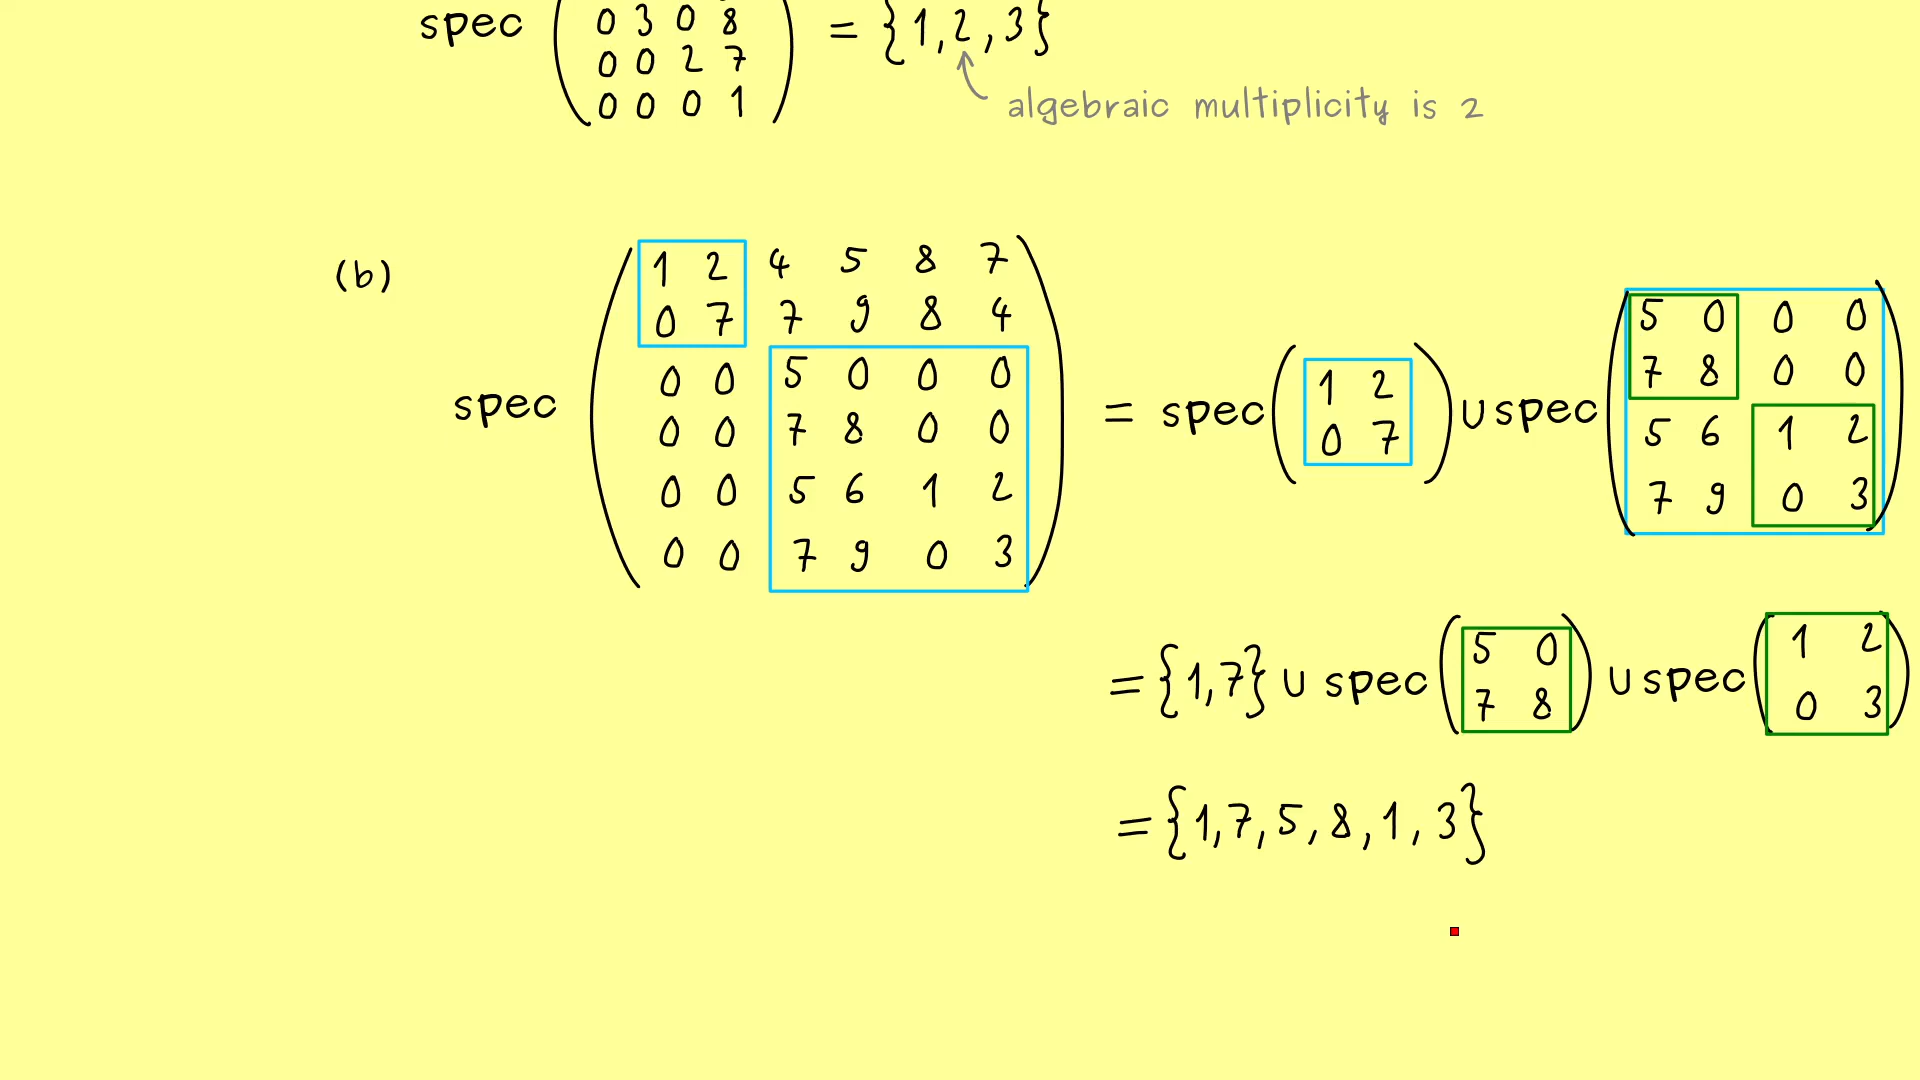 spec ( 0 3 0 8 ) = {1,2,3}
0 0 2 7
0 0 0 1
algebraic multiplicity is 2
(b)
1 2 4 5 8 7
0 7 7 9 8 4
0 0 5 0 0 0
spec 0 0 7 8 0 0
0 0 5 6 1 2
0 0 7 9 0 3
= spec ( 1 2
0 7 ) ∪ spec ( 5 0 0 0
7 8 0 0
5 6 1 2
7 9 0 3 )
= {1,7} ∪ spec ( 5 0
7 8 ) ∪ spec ( 1 2
0 3 )
= {1,7,5,8,1,3}